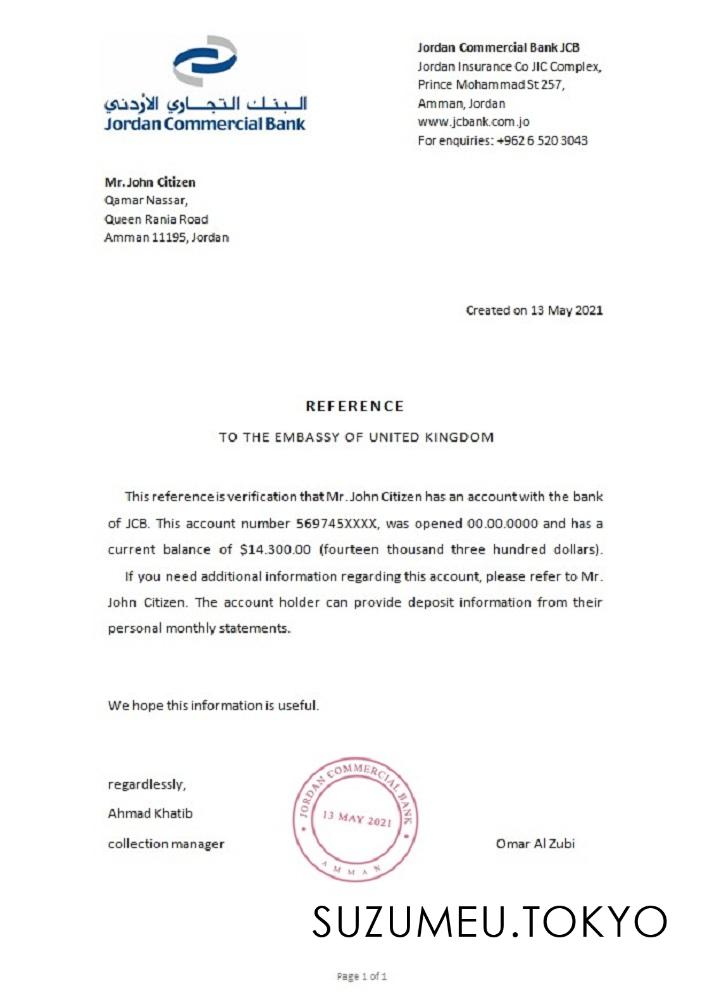 البنك التجاري الأردني
Jordan Commercial Bank
Jordan Commercial Bank JCB
Jordan Insurance Co JIC Complex,
Prince Mohammad St 257,
Amman, Jordan
www.jcbank.com.jo
For enquiries: +962 6 520 3043
Mr. John Citizen
Qamar Nassar,
Queen Rania Road
Amman 11195, Jordan
Created on 13 May 2021
REFERENCE
TO THE EMBASSY OF UNITED KINGDOM
This reference is verification that Mr. John Citizen has an account with the bank
of JCB. This account number 569745XXXX, was opened 00.00.0000 and has a
current balance of $14.300.00 (fourteen thousand three hundred dollars).
If you need additional information regarding this account, please refer to Mr.
John Citizen. The account holder can provide deposit information from their
personal monthly statements.
We hope this information is useful.
regardlessly,
Ahmad Khatib
collection manager
JORDAN COMMERCIAL BANK
13 MAY 2021
AMMAN
Omar Al Zubi
SUZUMEU.TOKYO
Page 1 of 1